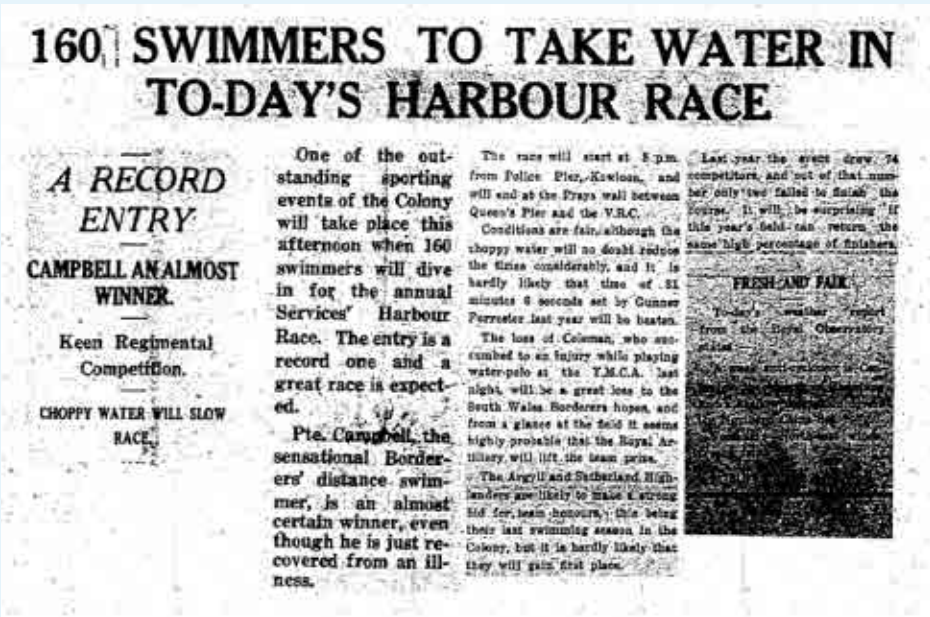 160 SWIMMERS TO TAKE WATER IN
TO-DAY'S HARBOUR RACE
A RECORD
ENTRY
CAMPBELL AN ALMOST
WINNER.
Keen Regimental
Competition.
CHOPPY WATER WILL SLOW
RACE.
One of the out-
standing sporting
events of the Colony
will take place this
afternoon when 160
swimmers will dive
in for the annual
Services' Harbour
Race. The entry is a
record one and a
great race is expect-
ed.
Pte. Campbell, the
sensational Border-
ers' distance swim-
mer, is an almost
certain winner, even
though he is just re-
covered from an ill-
ness.
The race will start at 5 p.m.
from Police Pier, Kowloon, and
will end at the Praya wall between
Queen's Pier and the V.R.C.
Conditions are fair, although the
choppy water will no doubt reduce
the times considerably, and it is
hardly likely that time of 21
minutes 6 seconds set by Gunner
Forrester last year will be beaten.
The loss of Coleman, who suc-
cumbed to an injury while playing
water-polo at the Y.M.C.A. last
night, will be a great loss to the
South Wales Borderers hopes, and
from a glance at the field it seems
highly probable that the Royal Ar-
tillery will lift the team prize.
The Argyll and Sutherland High-
landers are likely to make a strong
bid for team honours, this being
their last swimming season in the
Colony, but it is hardly likely that
they will gain first place.
Last year the event drew 74
competitors, and out of that num-
ber only two failed to finish the
course. It will be surprising if
this year's field can return the
same high percentage of finishers.
FRESH AND FAIR
To-day's weather report
from the Royal Observatory
stated